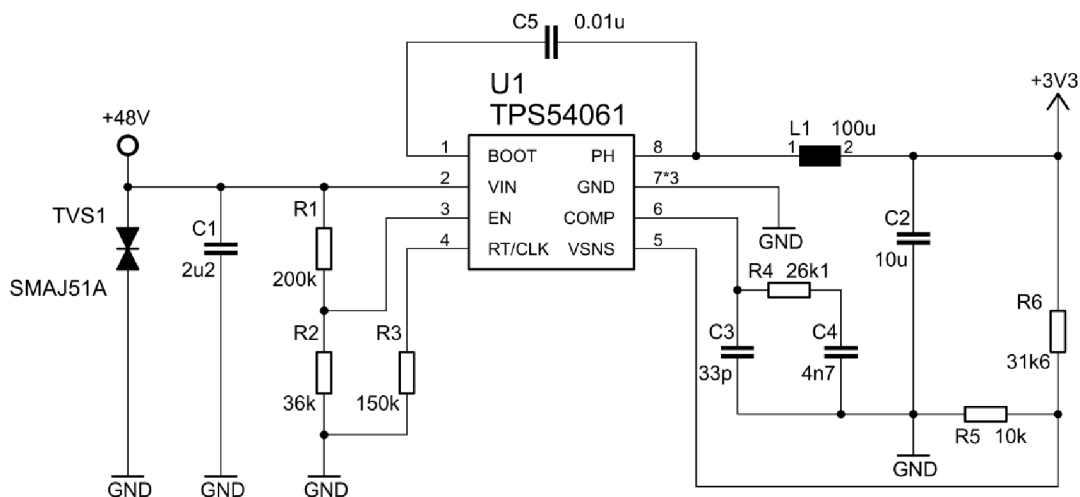 C5 0.01u
U1
TPS54061
+3V3
+48V
L1 100u
1 BOOT PH 8
1 2
2 VIN GND 7*3
3 EN COMP 6
4 RT/CLK VSNS 5
TVS1
SMAJ51A
C1
2u2
R1
200k
GND
C2
10u
R4 26k1
R2
36k
R3
150k
C3
33p
C4
4n7
R6
31k6
R5 10k
GND
GND
GND
GND